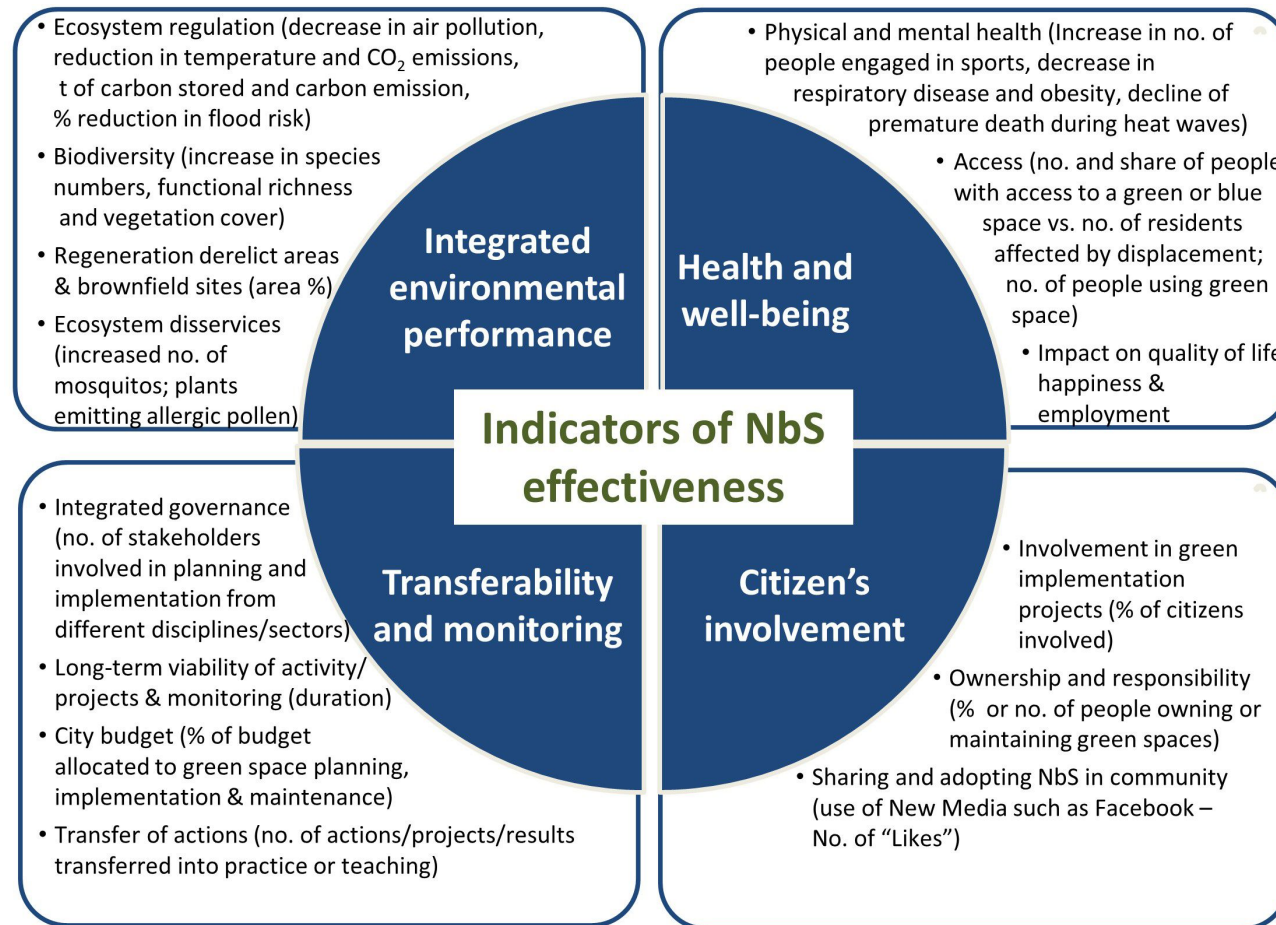 • Ecosystem regulation (decrease in air pollution,
reduction in temperature and CO₂ emissions,
t of carbon stored and carbon emission,
% reduction in flood risk)
• Biodiversity (increase in species
numbers, functional richness
and vegetation cover)
• Regeneration derelict areas
& brownfield sites (area %)
• Ecosystem disservices
(increased no. of
mosquitos; plants
emitting allergic pollen)
Integrated
environmental
performance
• Physical and mental health (Increase in no. of
people engaged in sports, decrease in
respiratory disease and obesity, decline of
premature death during heat waves)
• Access (no. and share of people
with access to a green or blue
space vs. no. of residents
affected by displacement;
no. of people using green
space)
• Impact on quality of life
happiness &
employment
Health and
well-being
Indicators of NbS
effectiveness
• Integrated governance
(no. of stakeholders
involved in planning and
implementation from
different disciplines/sectors)
• Long-term viability of activity/
projects & monitoring (duration)
• City budget (% of budget
allocated to green space planning,
implementation & maintenance)
• Transfer of actions (no. of actions/projects/results
transferred into practice or teaching)
Transferability
and monitoring
Citizen’s
involvement
• Involvement in green
implementation
projects (% of citizens
involved)
• Ownership and responsibility
(% or no. of people owning or
maintaining green spaces)
• Sharing and adopting NbS in community
(use of New Media such as Facebook –
No. of “Likes”)